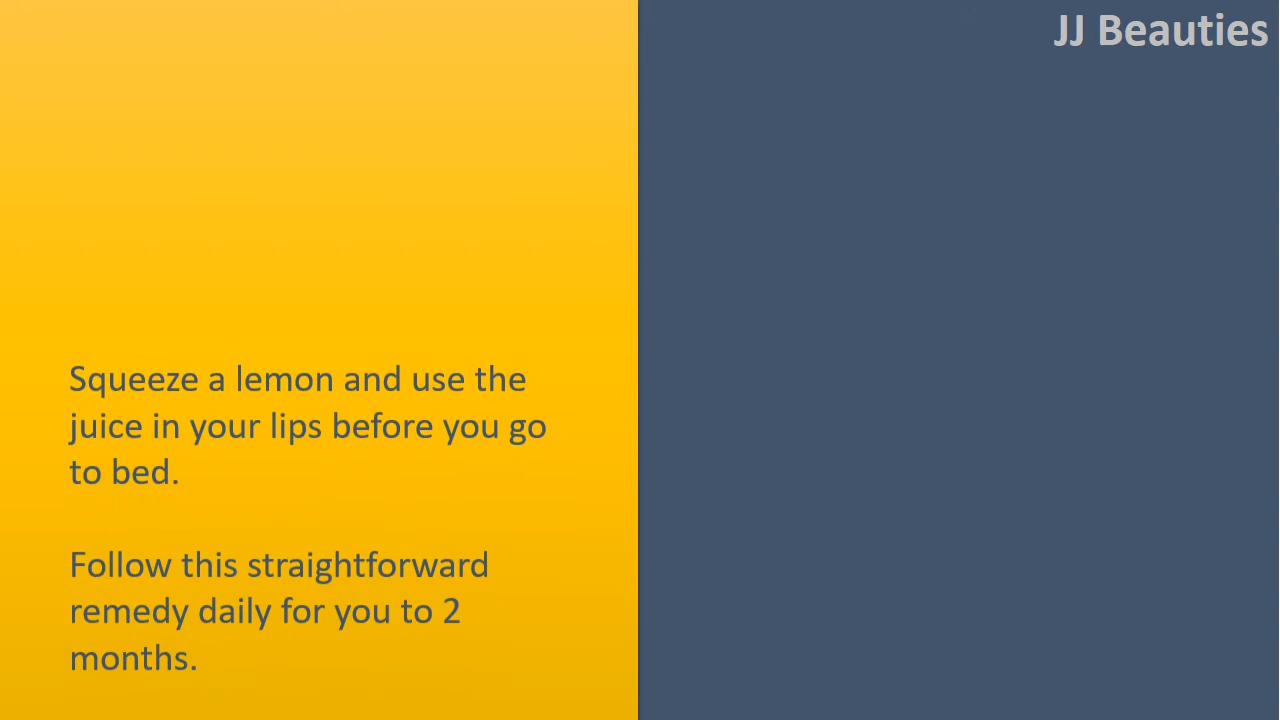 JJ Beauties
Squeeze a lemon and use the
juice in your lips before you go
to bed.
Follow this straightforward
remedy daily for you to 2
months.